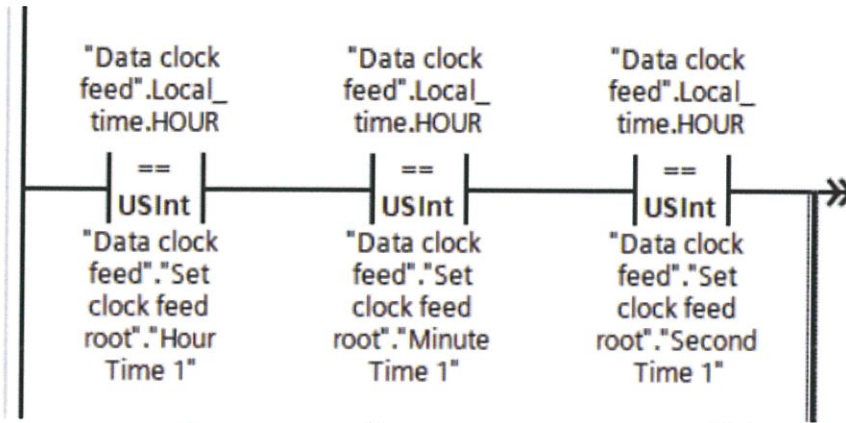 "Data clock
feed".Local_
time.HOUR
==
USInt
"Data clock
feed"."Set
clock feed
root"."Hour
Time 1"
"Data clock
feed".Local_
time.HOUR
==
USInt
"Data clock
feed"."Set
clock feed
root"."Minute
Time 1"
"Data clock
feed".Local_
time.HOUR
==
USInt
"Data clock
feed"."Set
clock feed
root"."Second
Time 1"